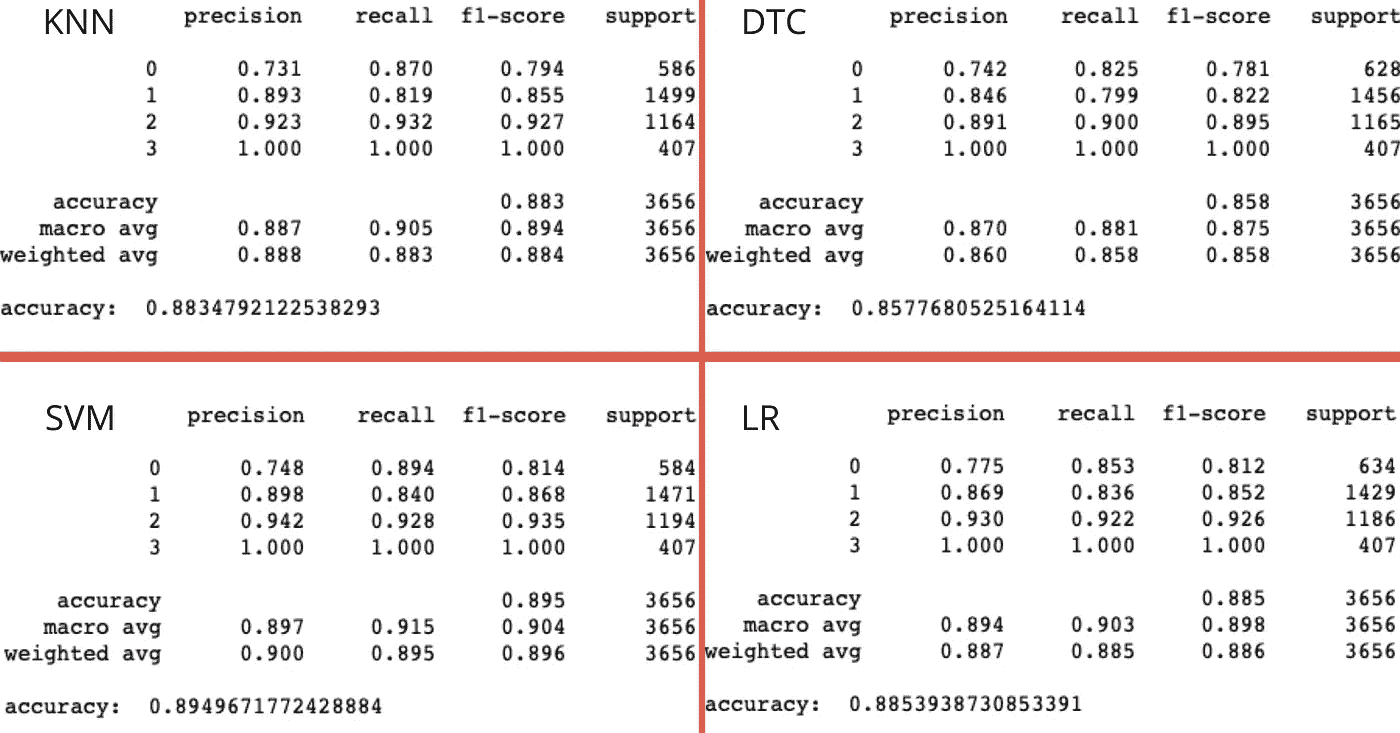 KNN precision recall f1-score support
0 0.731 0.870 0.794 586
1 0.893 0.819 0.855 1499
2 0.923 0.932 0.927 1164
3 1.000 1.000 1.000 407
accuracy 0.883 3656
macro avg 0.887 0.905 0.894 3656
weighted avg 0.888 0.883 0.884 3656
accuracy: 0.8834792122538293
DTC precision recall f1-score support
0 0.742 0.825 0.781 628
1 0.846 0.799 0.822 1456
2 0.891 0.900 0.895 1165
3 1.000 1.000 1.000 407
accuracy 0.858 3656
macro avg 0.870 0.881 0.875 3656
weighted avg 0.860 0.858 0.858 3656
accuracy: 0.8577680525164114
SVM precision recall f1-score support
0 0.748 0.894 0.814 584
1 0.898 0.840 0.868 1471
2 0.942 0.928 0.935 1194
3 1.000 1.000 1.000 407
accuracy 0.895 3656
macro avg 0.897 0.915 0.904 3656
weighted avg 0.900 0.895 0.896 3656
accuracy: 0.8949671772428884
LR precision recall f1-score support
0 0.775 0.853 0.812 634
1 0.869 0.836 0.852 1429
2 0.930 0.922 0.926 1186
3 1.000 1.000 1.000 407
accuracy 0.885 3656
macro avg 0.894 0.903 0.898 3656
weighted avg 0.887 0.885 0.886 3656
accuracy: 0.8853938730853391